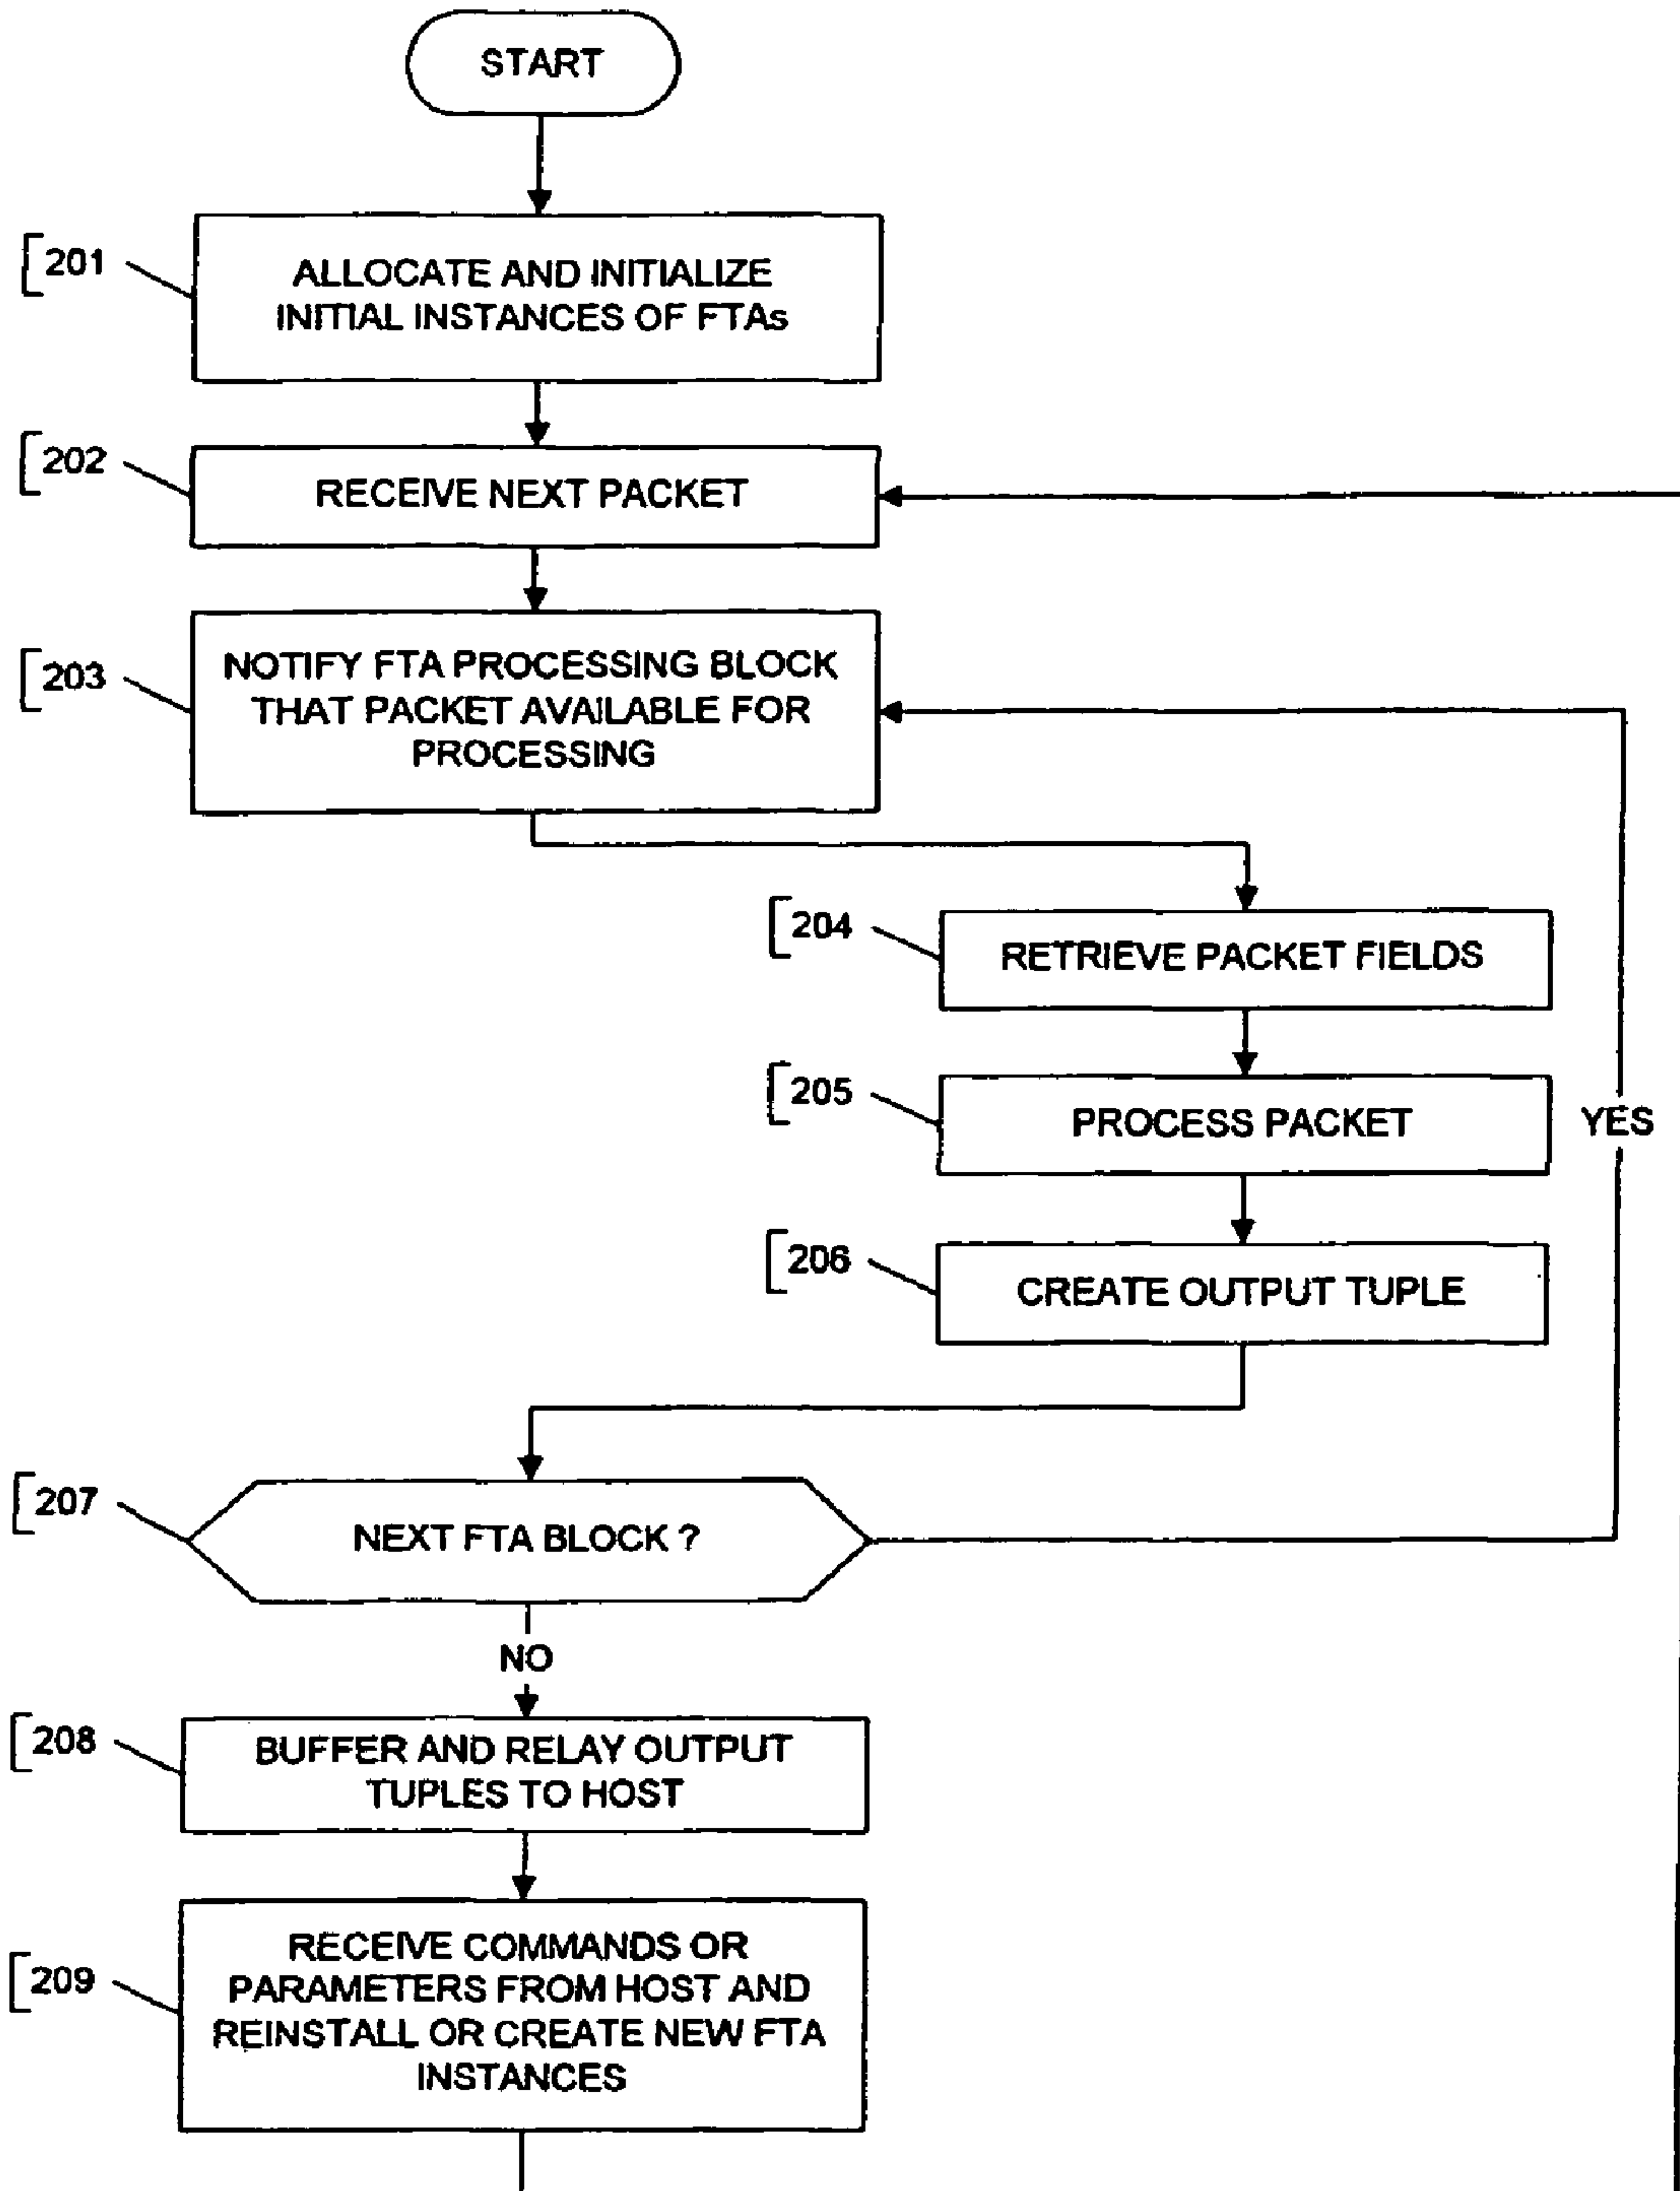 START
201
ALLOCATE AND INITIALIZE
INITIAL INSTANCES OF FTAs
202
RECEIVE NEXT PACKET
203
NOTIFY FTA PROCESSING BLOCK
THAT PACKET AVAILABLE FOR
PROCESSING
204
RETRIEVE PACKET FIELDS
205
PROCESS PACKET
YES
206
CREATE OUTPUT TUPLE
207
NEXT FTA BLOCK ?
NO
208
BUFFER AND RELAY OUTPUT
TUPLES TO HOST
209
RECEIVE COMMANDS OR
PARAMETERS FROM HOST AND
REINSTALL OR CREATE NEW FTA
INSTANCES